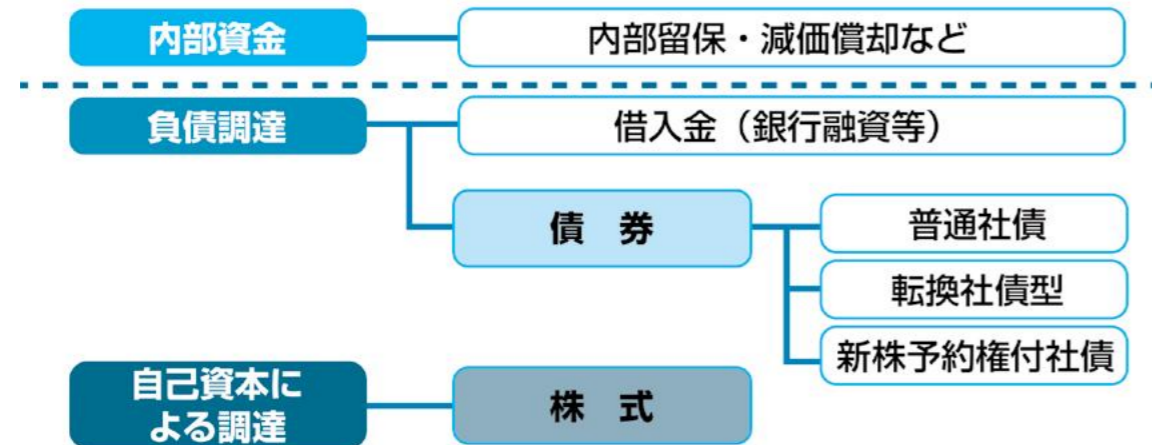 内部資金
内部留保・減価償却など
負債調達
借入金（銀行融資等）
債　券
普通社債
転換社債型
新株予約権付社債
自己資本に
よる調達
株　式